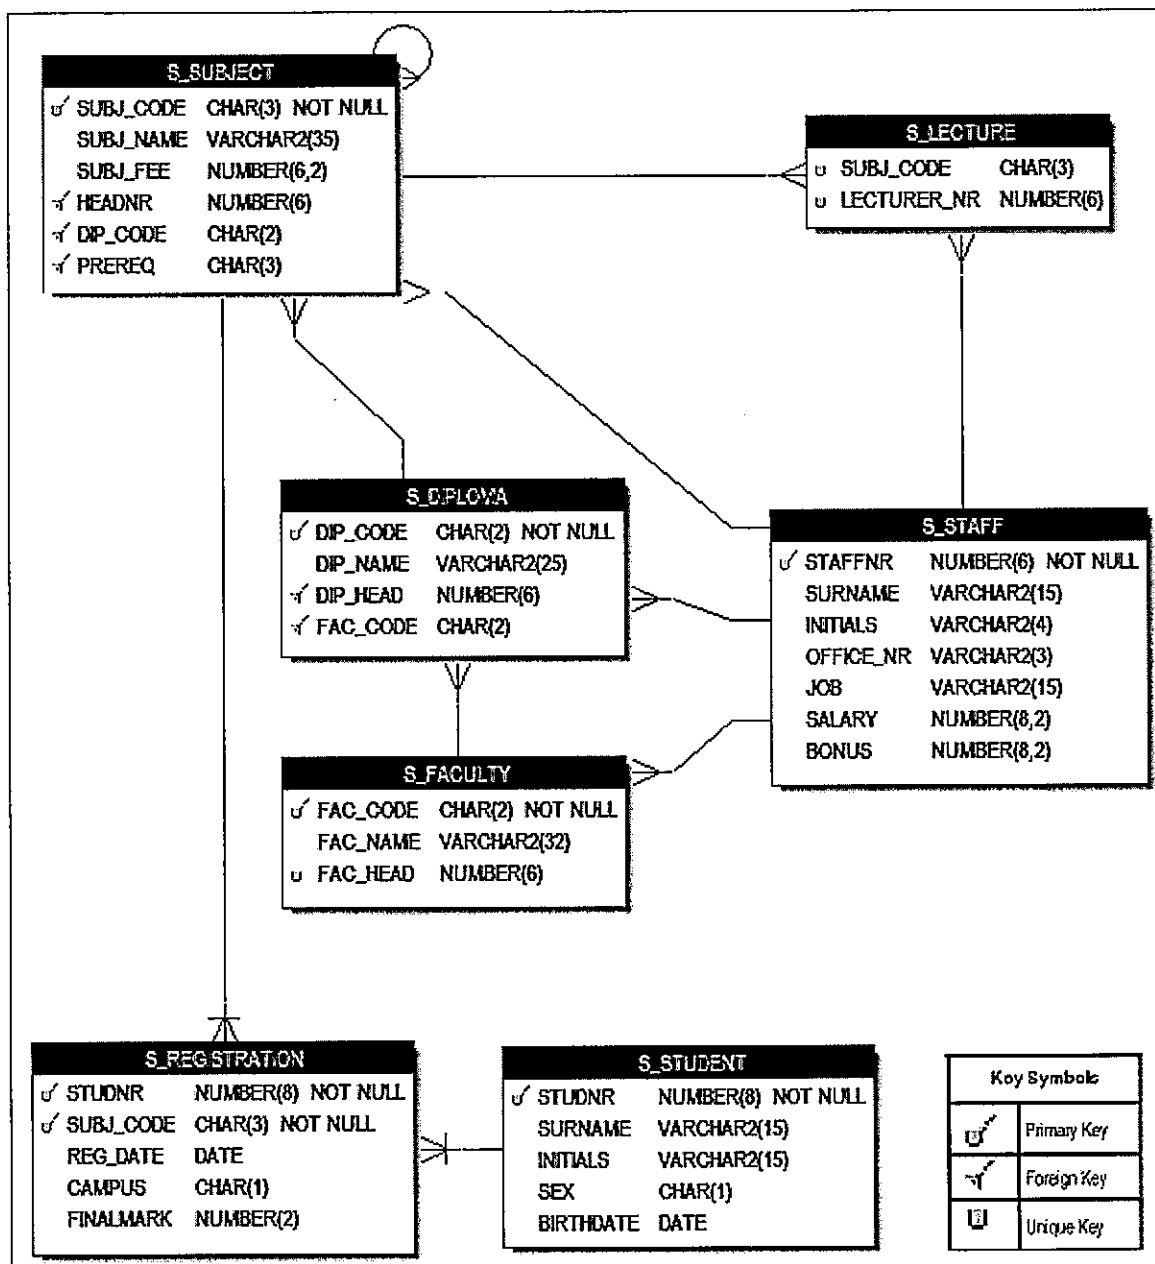 S_SUBJECT
SUBJ_CODE CHAR(3) NOT NULL
SUBJ_NAME VARCHAR2(35)
SUBJ_FEE NUMBER(6,2)
HEADNR NUMBER(6)
DIP_CODE CHAR(2)
PREREQ CHAR(3)
S_LECTURE
SUBJ_CODE CHAR(3)
LECTURER_NR NUMBER(6)
S_DIPLOMA
DIP_CODE CHAR(2) NOT NULL
DIP_NAME VARCHAR2(25)
DIP_HEAD NUMBER(6)
FAC_CODE CHAR(2)
S_STAFF
STAFFNR NUMBER(6) NOT NULL
SURNAME VARCHAR2(15)
INITIALS VARCHAR2(4)
OFFICE_NR VARCHAR2(3)
JOB VARCHAR2(15)
SALARY NUMBER(8,2)
BONUS NUMBER(8,2)
S_FACULTY
FAC_CODE CHAR(2) NOT NULL
FAC_NAME VARCHAR2(32)
FAC_HEAD NUMBER(6)
S_REGISTRATION
STUDNR NUMBER(8) NOT NULL
SUBJ_CODE CHAR(3) NOT NULL
REG_DATE DATE
CAMPUS CHAR(1)
FINALMARK NUMBER(2)
S_STUDENT
STUDNR NUMBER(8) NOT NULL
SURNAME VARCHAR2(15)
INITIALS VARCHAR2(15)
SEX CHAR(1)
BIRTHDATE DATE
Key Symbols
Primary Key
Foreign Key
Unique Key